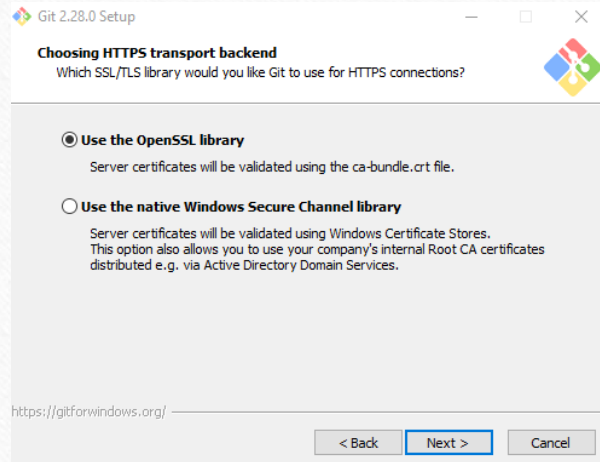 Git 2.28.0 Setup
Choosing HTTPS transport backend
Which SSL/TLS library would you like Git to use for HTTPS connections?
Use the OpenSSL library
Server certificates will be validated using the ca-bundle.crt file.
Use the native Windows Secure Channel library
Server certificates will be validated using Windows Certificate Stores.
This option also allows you to use your company's internal Root CA certificates
distributed e.g. via Active Directory Domain Services.
https://gitforwindows.org/
< Back Next > Cancel